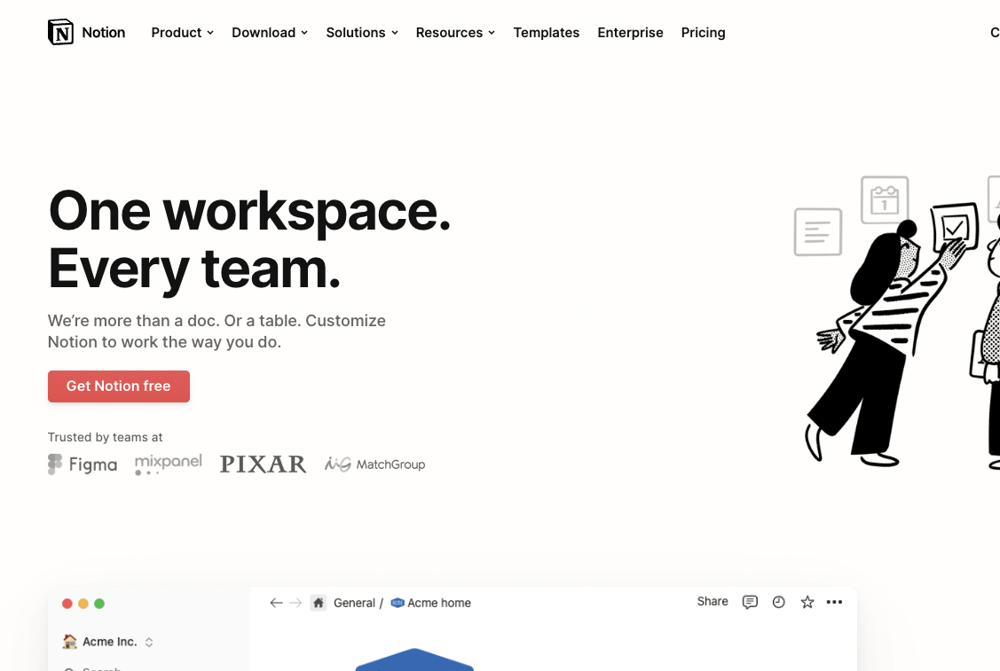 Notion Product Download Solutions Resources Templates Enterprise Pricing
One workspace.
Every team.
We’re more than a doc. Or a table. Customize
Notion to work the way you do.
Get Notion free
Trusted by teams at
Figma mixpanel PIXAR MatchGroup
1
General / Acme home Share
Acme Inc.